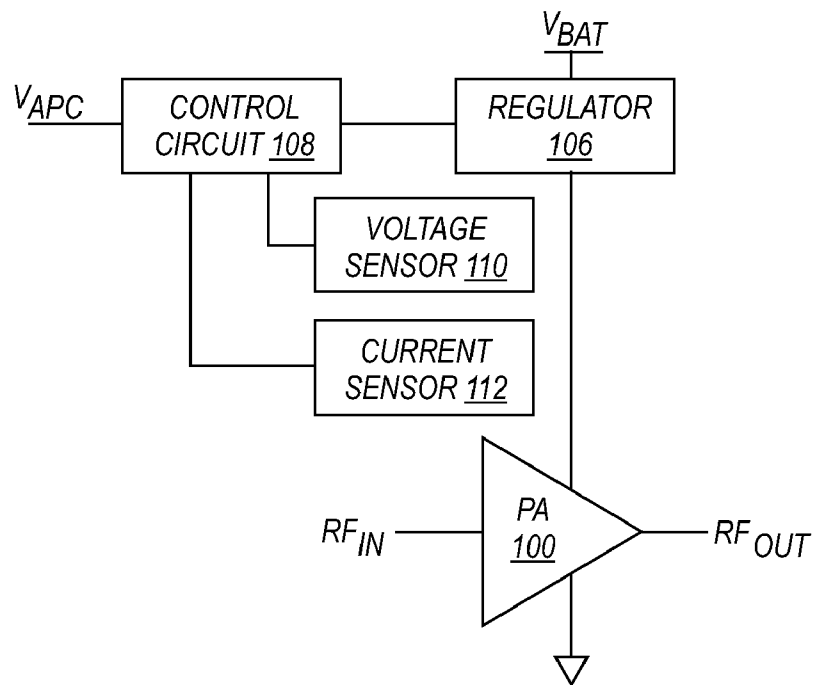 V_BAT
V_APC
CONTROL
CIRCUIT 108
REGULATOR
106
VOLTAGE
SENSOR 110
CURRENT
SENSOR 112
RF_IN
PA
100
RF_OUT